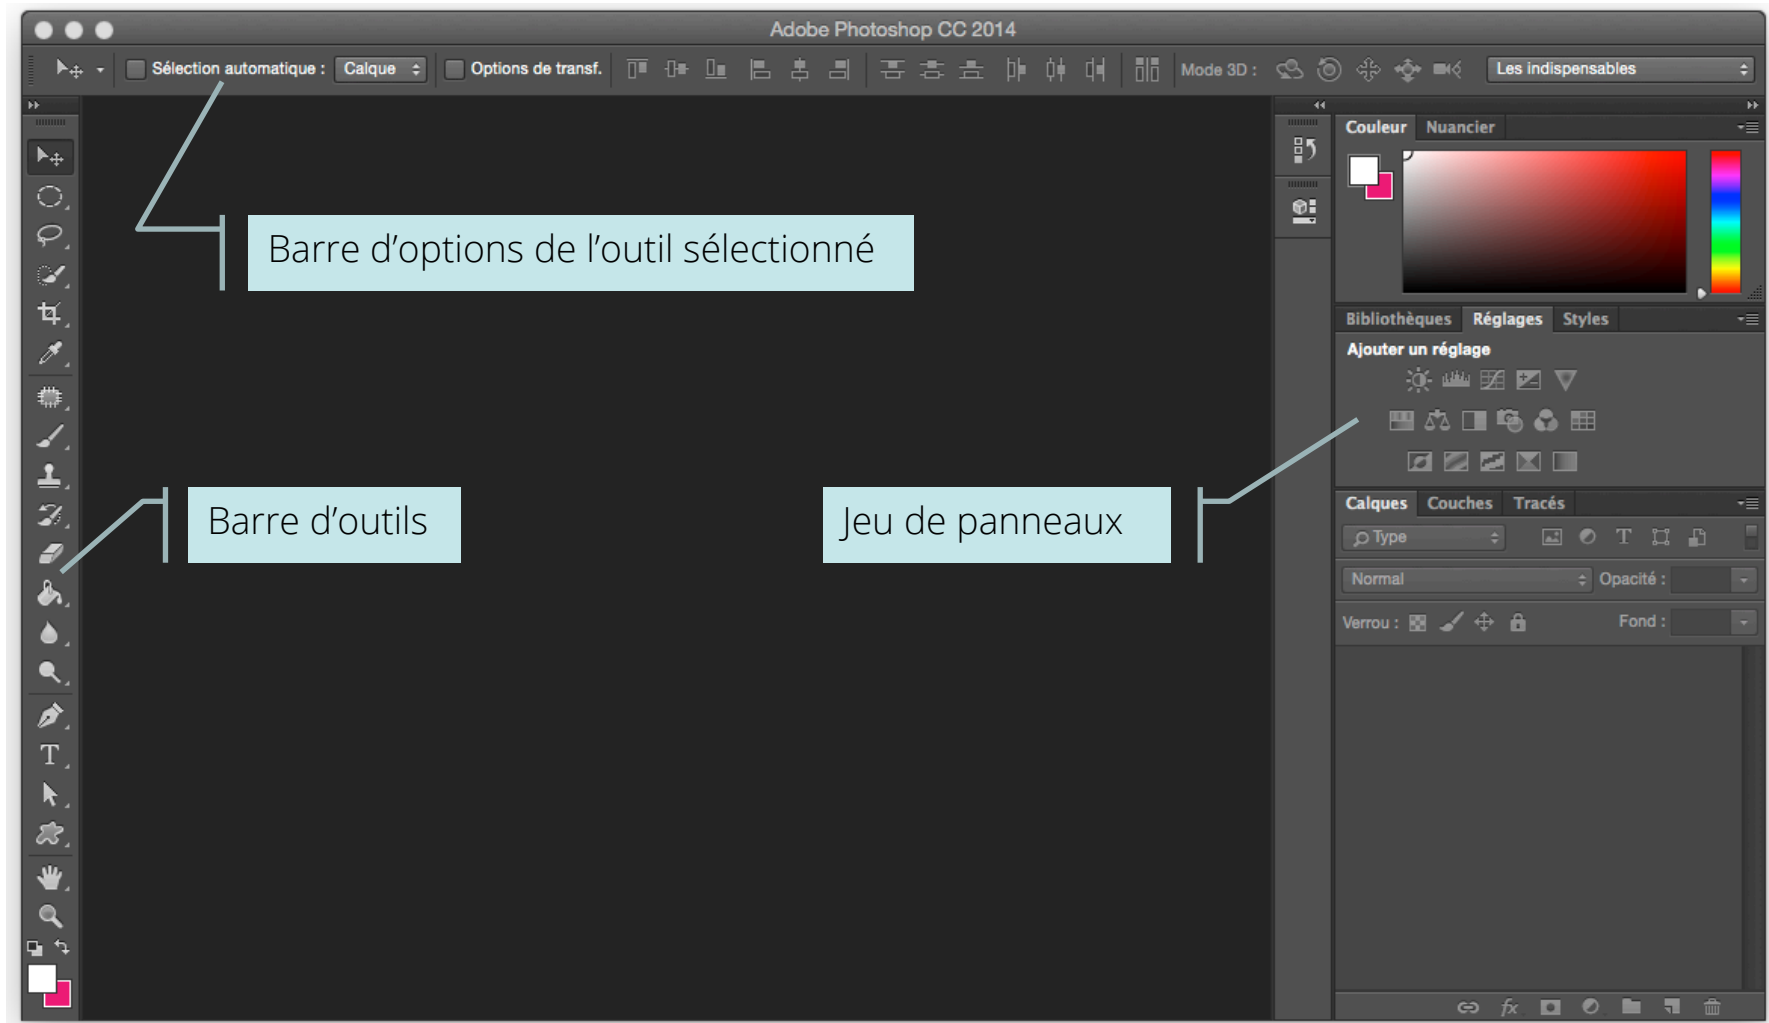 Adobe Photoshop CC 2014
Sélection automatique : Calque Options de transf. Mode 3D : Les indispensables
Couleur Nuancier
Barre d’options de l’outil sélectionné
Bibliothèques Réglages Styles
Ajouter un réglage
Barre d’outils
Jeu de panneaux
Calques Couches Tracés
Type
Normal Opacité :
Verrou : Fond :